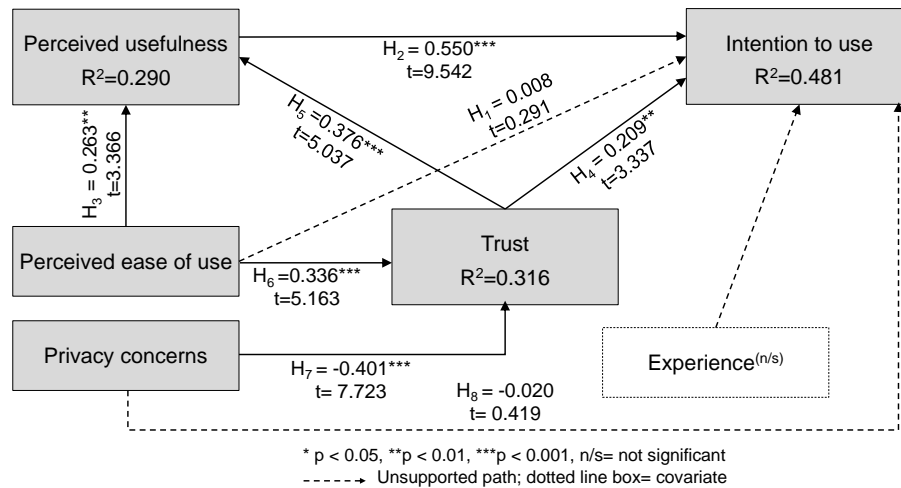 Perceived usefulness
R²=0.290
H₂ = 0.550***
t=9.542
Intention to use
R²=0.481
H₁ = 0.008
t=0.291
H₅ =0.376***
t=5.037
H₄ = 0.209**
t=3.337
H₃ = 0.263**
t=3.366
Perceived ease of use
H₆ =0.336***
t=5.163
Trust
R²=0.316
Privacy concerns
H₇ = -0.401***
t= 7.723
H₈ = -0.020
t= 0.419
Experience⁽ⁿ/ˢ⁾
* p < 0.05, **p < 0.01, ***p < 0.001, n/s= not significant
Unsupported path; dotted line box= covariate